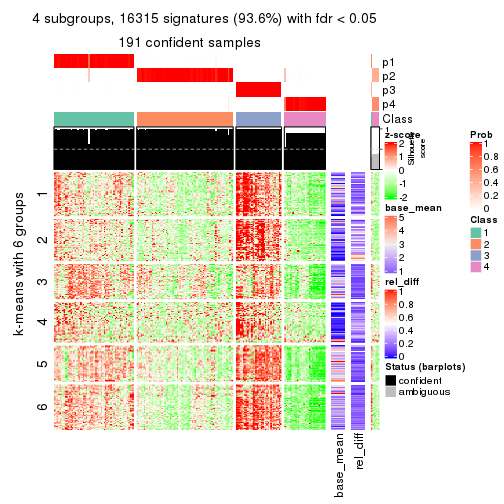 4 subgroups, 16315 signatures (93.6%) with fdr < 0.05
191 confident samples
p1
p2
p3
p4
Class
1
Silhouette
score
k-means with 6 groups
1
2
3
4
5
6
base_mean
rel_diff
z-score
2
1
0
-1
-2
base_mean
5
4
3
2
1
rel_diff
1
0.8
0.6
0.4
0.2
0
Status (barplots)
confident
ambiguous
Prob
1
0.8
0.6
0.4
0.2
0
Class
1
2
3
4